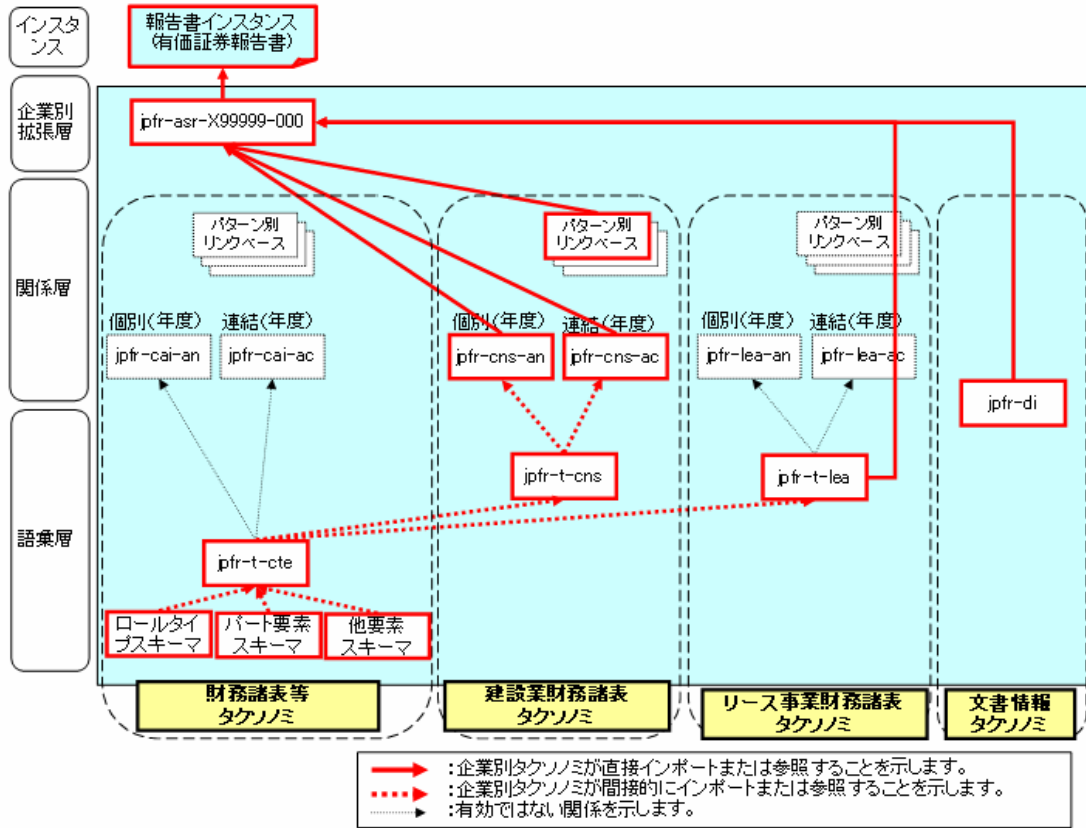 インスタ
ンス
報告書インスタンス
(有価証券報告書)
企業別
拡張層
jpfr-asr-X99999-000
関係層
パターン別
リンクベース
パターン別
リンクベース
パターン別
リンクベース
個別(年度)
連結(年度)
個別(年度)
連結(年度)
個別(年度)
連結(年度)
jpfr-cai-an
jpfr-cai-ac
jpfr-cns-an
jpfr-cns-ac
jpfr-lea-an
jpfr-lea-ac
jpfr-di
語彙層
jpfr-t-cns
jpfr-t-lea
jpfr-t-cte
ロールタイ
プスキーマ
パート要素
スキーマ
他要素
スキーマ
財務諸表等
タクソノミ
建設業財務諸表
タクソノミ
リース事業財務諸表
タクソノミ
文書情報
タクソノミ
:企業別タクソノミが直接インポートまたは参照することを示します。
:企業別タクソノミが間接的にインポートまたは参照することを示します。
:有効ではない関係を示します。